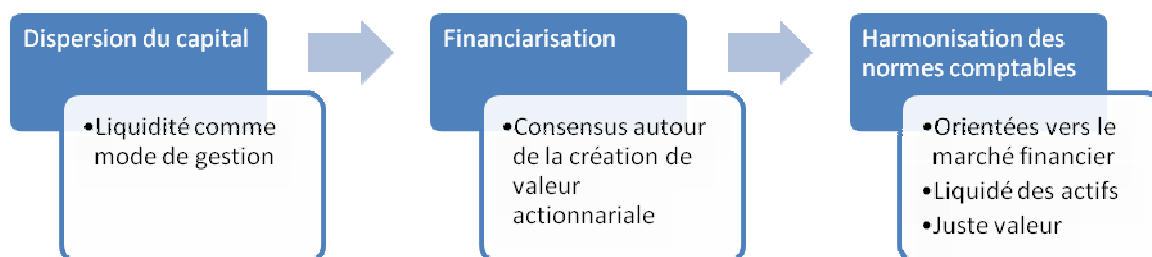 Dispersion du capital
•Liquidité comme
mode de gestion
Financiarisation
•Consensus autour
de la création de
valeur
actionnariale
Harmonisation des
normes comptables
•Orientées vers le
marché financier
•Liquidé des actifs
•Juste valeur